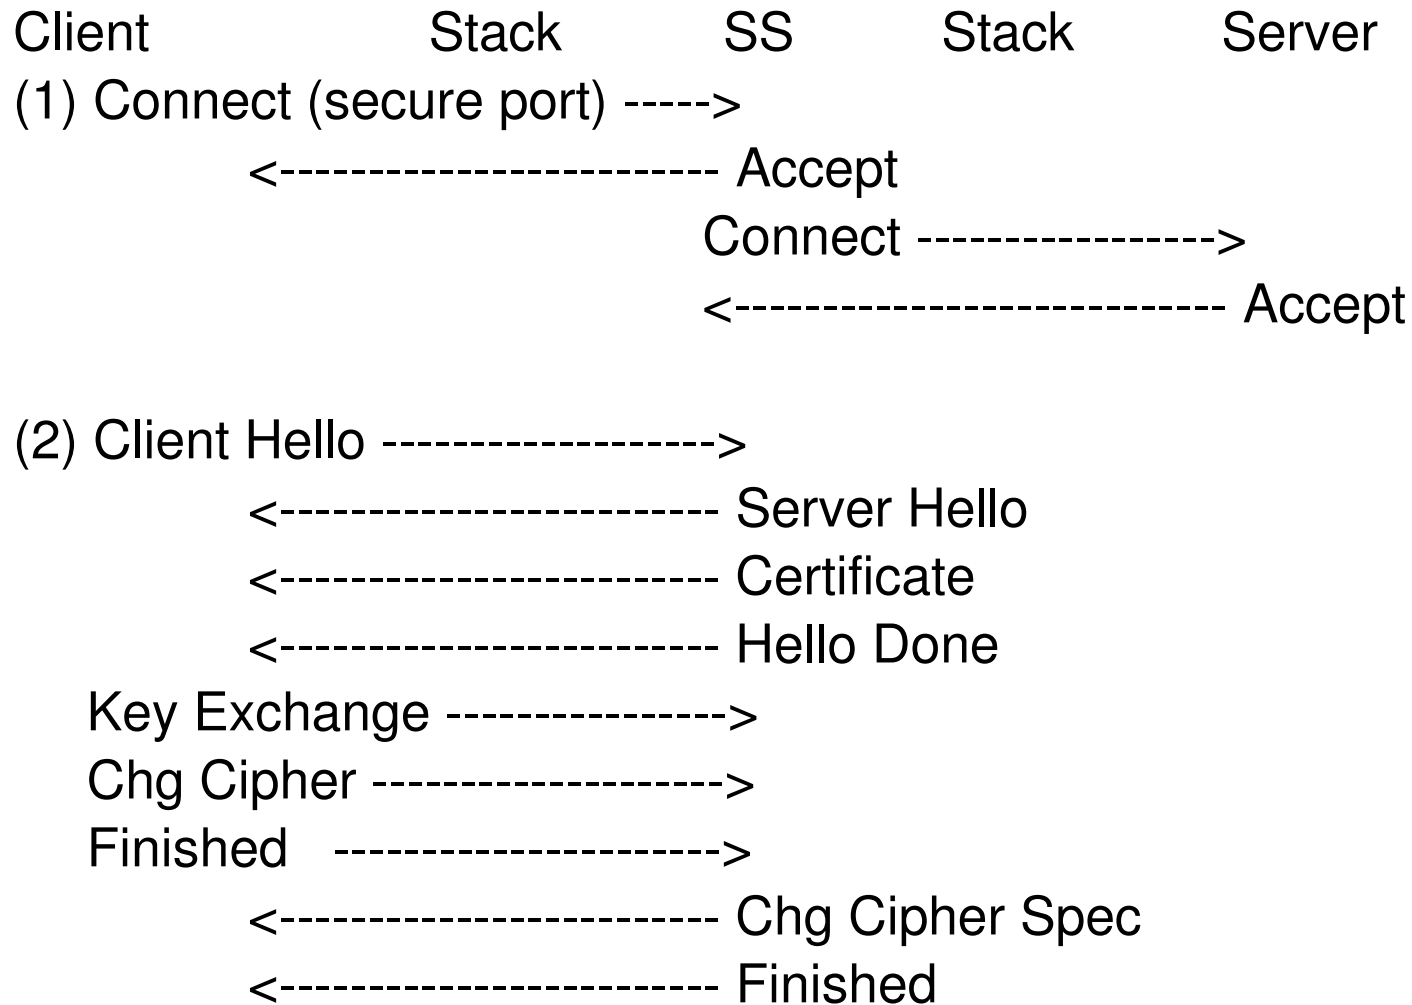 Client Stack SS Stack Server
(1) Connect (secure port) ----->
<------------------------ Accept
Connect ----------------->
<--------------------------- Accept
(2) Client Hello ------------------->
<------------------------ Server Hello
<------------------------ Certificate
<------------------------ Hello Done
Key Exchange ---------------->
Chg Cipher --------------------->
Finished ---------------------->
<------------------------ Chg Cipher Spec
<------------------------ Finished